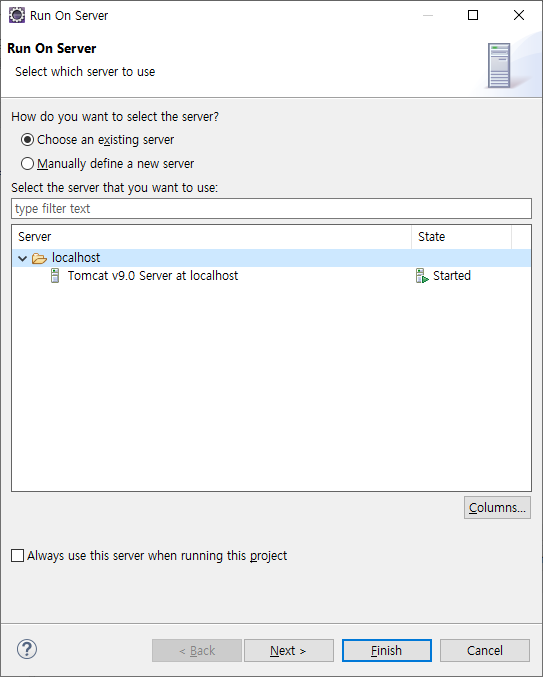 Run On Server
Run On Server
Select which server to use
How do you want to select the server?
Choose an existing server
Manually define a new server
Select the server that you want to use:
type filter text
Server State
localhost
Tomcat v9.0 Server at localhost Started
Columns...
Always use this server when running this project
? < Back Next > Finish Cancel